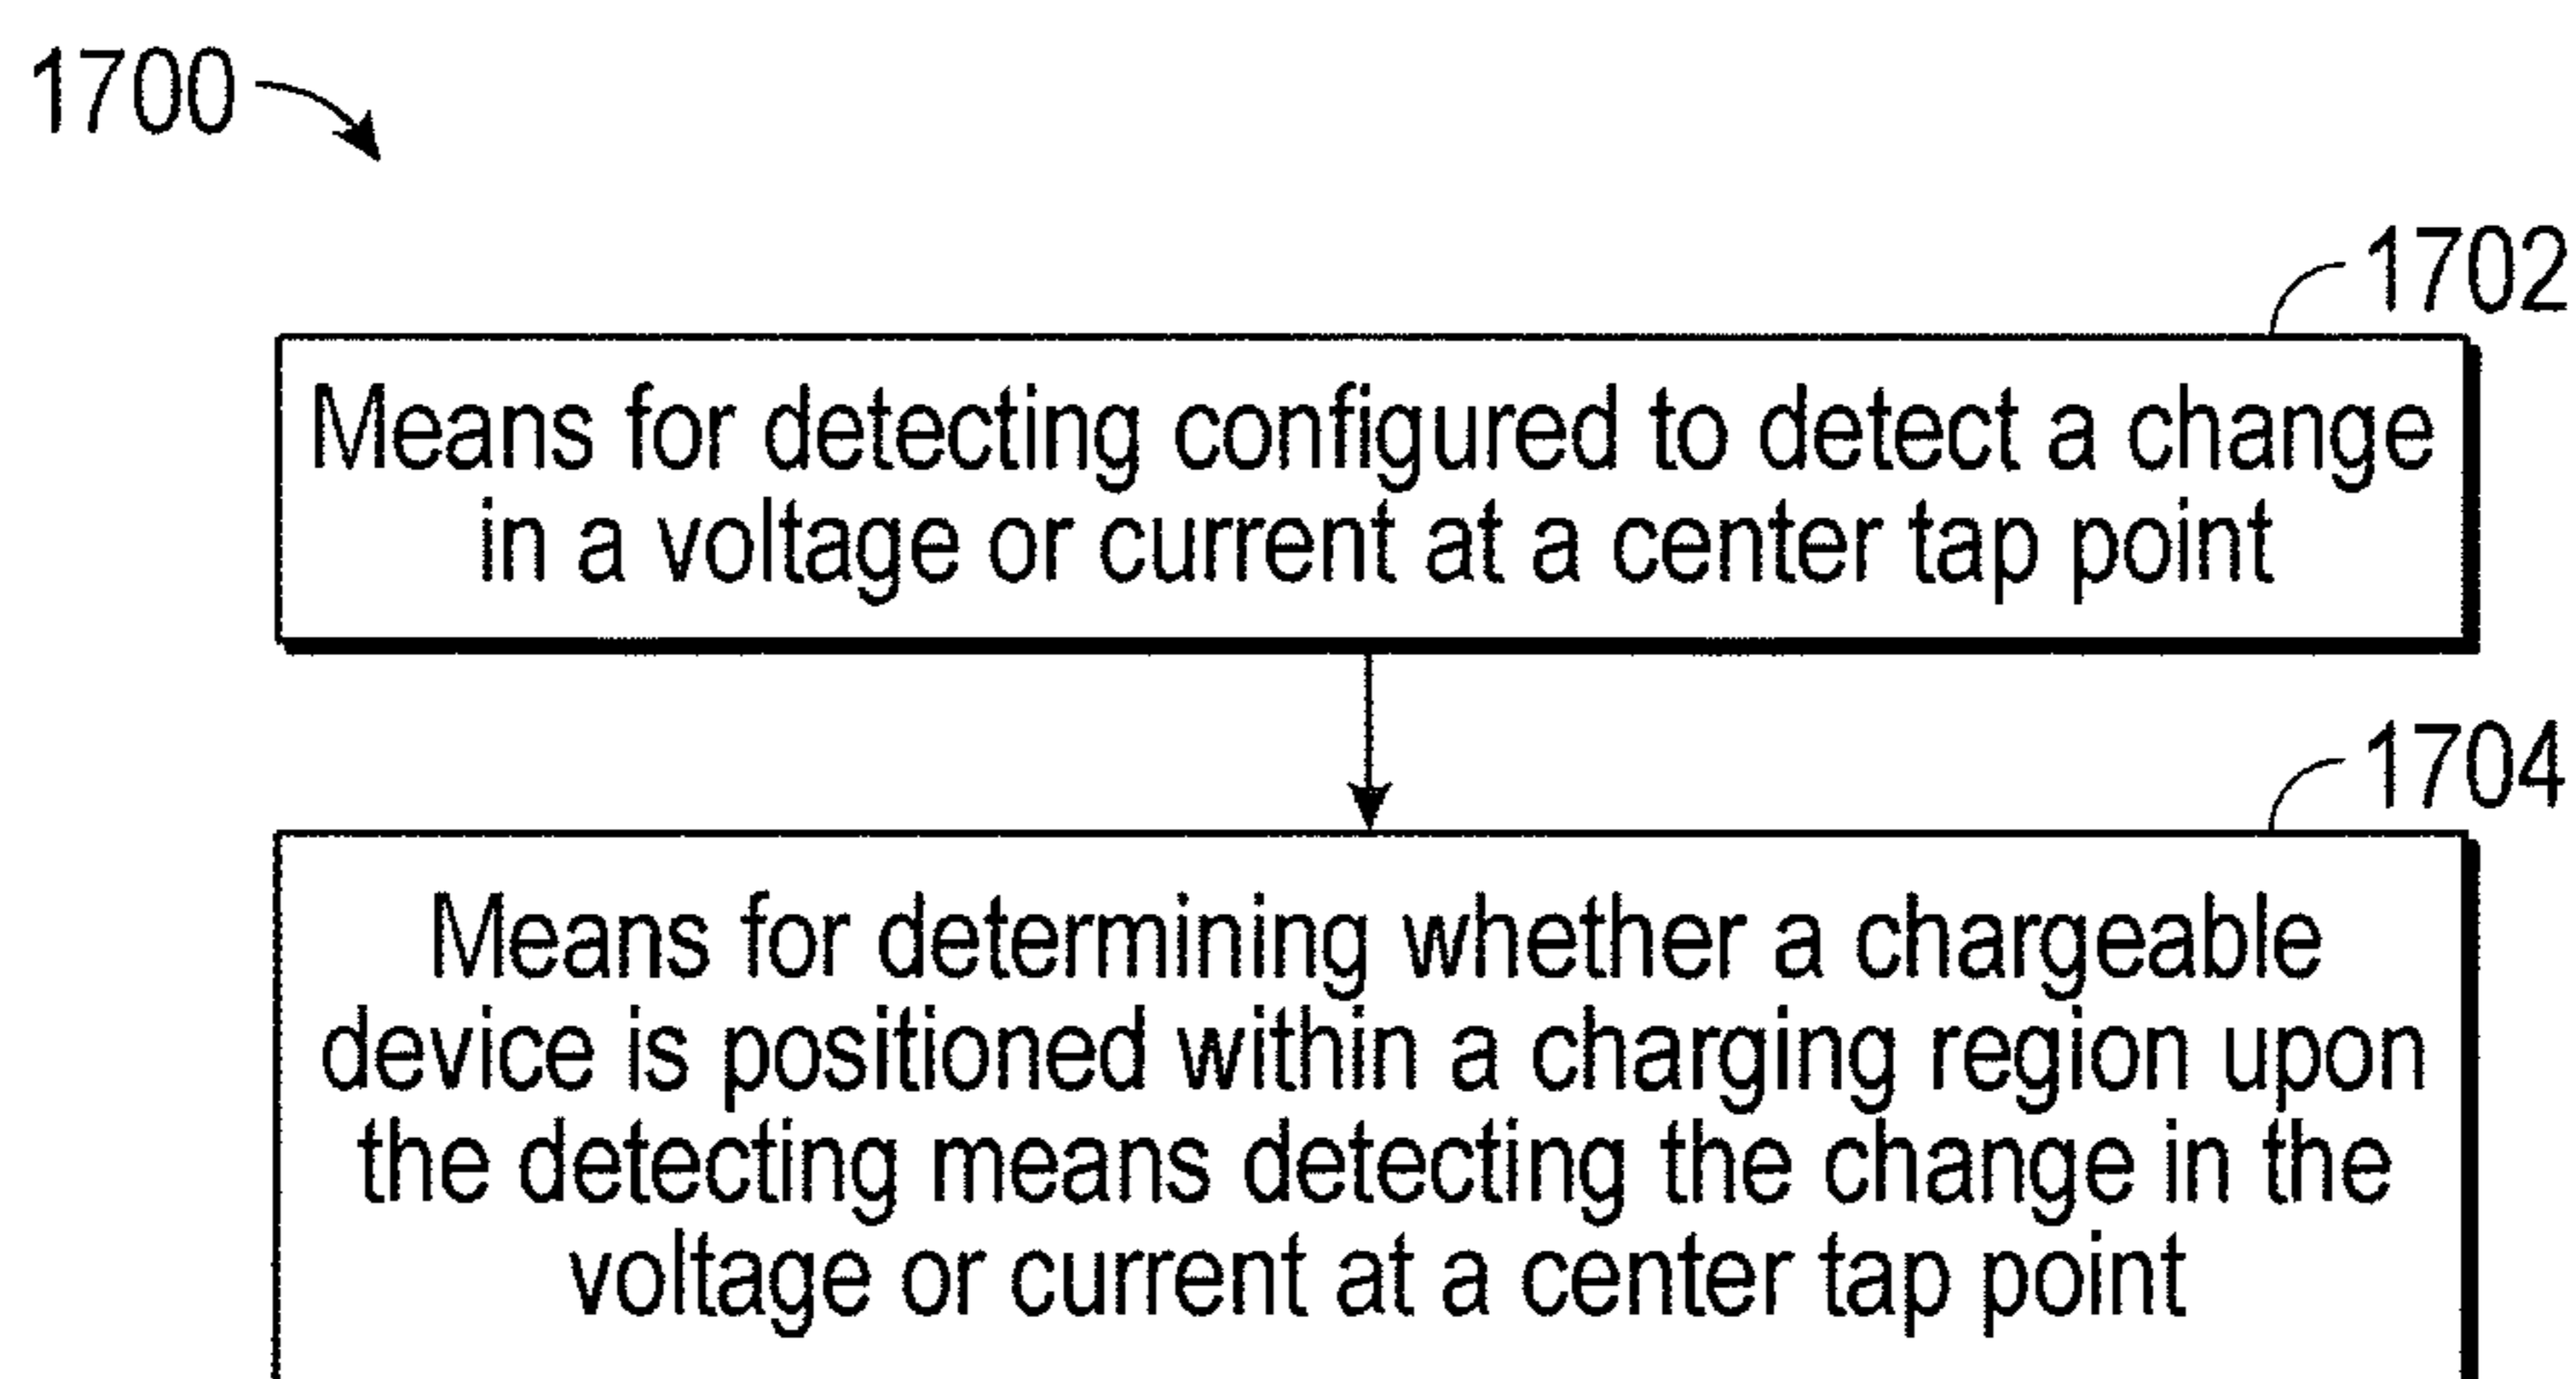 1700
1702
Means for detecting configured to detect a change
in a voltage or current at a center tap point
1704
Means for determining whether a chargeable
device is positioned within a charging region upon
the detecting means detecting the change in the
voltage or current at a center tap point